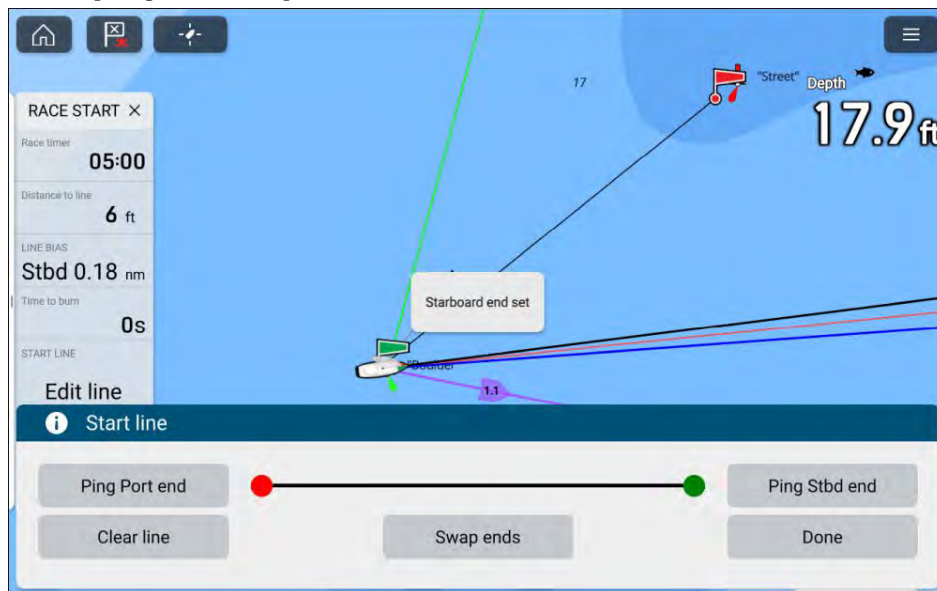 17
"Street"
Depth
17.9 ft
RACE START ×
Race timer
05:00
Distance to line
6 ft
LINE BIAS
Stbd 0.18 nm
Time to burn
0s
START LINE
Edit line
Starboard end set
"Boulder
1.1
Start line
Ping Port end
Ping Stbd end
Clear line
Swap ends
Done